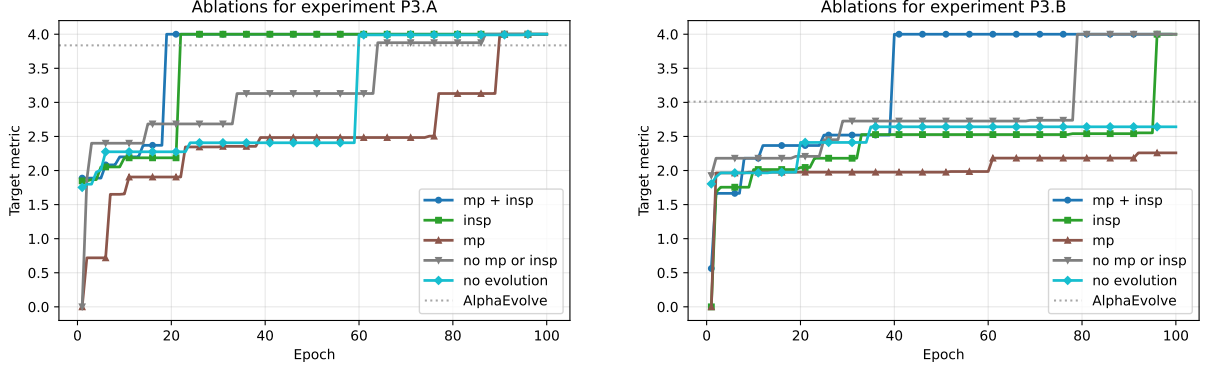 Ablations for experiment P3.A
4.0
3.5
3.0
2.5
2.0
1.5
1.0
0.5
0.0
Target metric
0
20
40
60
80
100
Epoch
mp + insp
insp
mp
no mp or insp
no evolution
AlphaEvolve
Ablations for experiment P3.B
4.0
3.5
3.0
2.5
2.0
1.5
1.0
0.5
0.0
Target metric
0
20
40
60
80
100
Epoch
mp + insp
insp
mp
no mp or insp
no evolution
AlphaEvolve